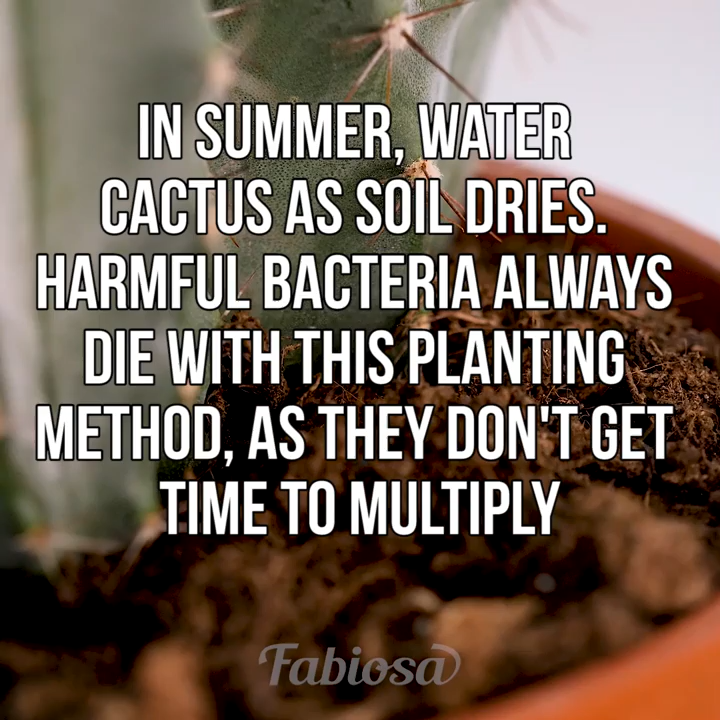 IN SUMMER, WATER
CACTUS AS SOIL DRIES.
HARMFUL BACTERIA ALWAYS
DIE WITH THIS PLANTING
METHOD, AS THEY DON'T GET
TIME TO MULTIPLY
Fabiosa